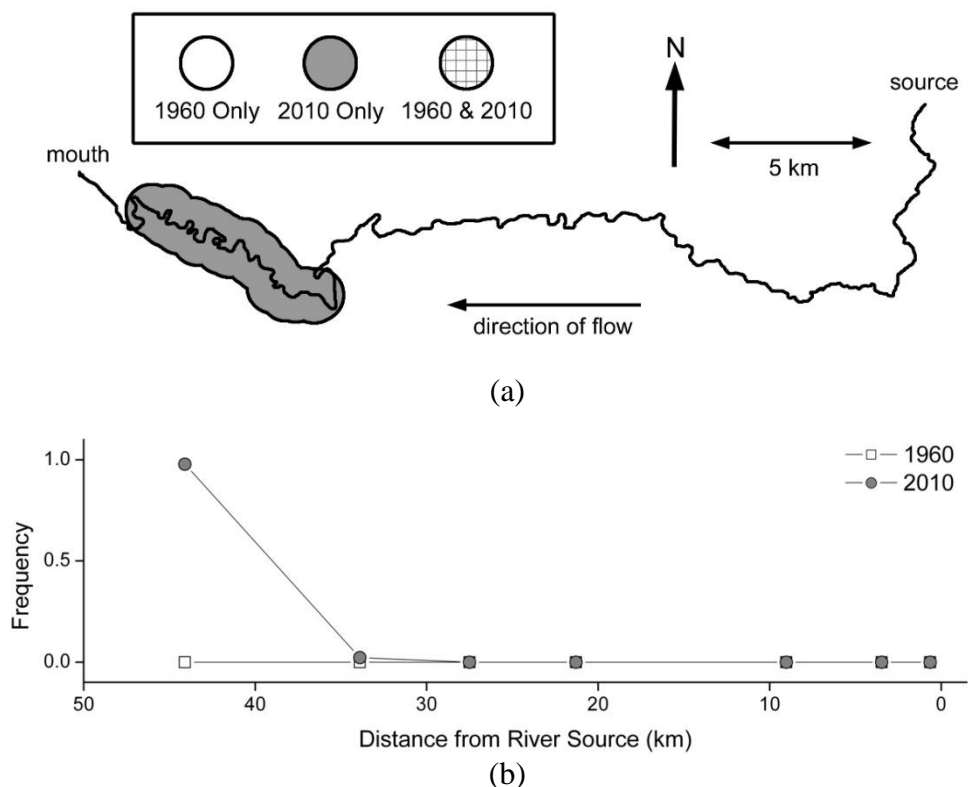 1960 Only 2010 Only 1960 & 2010
N
source
5 km
mouth
direction of flow
(a)
1.0
0.5
0.0
Frequency
1960
2010
50 40 30 20 10 0
Distance from River Source (km)
(b)